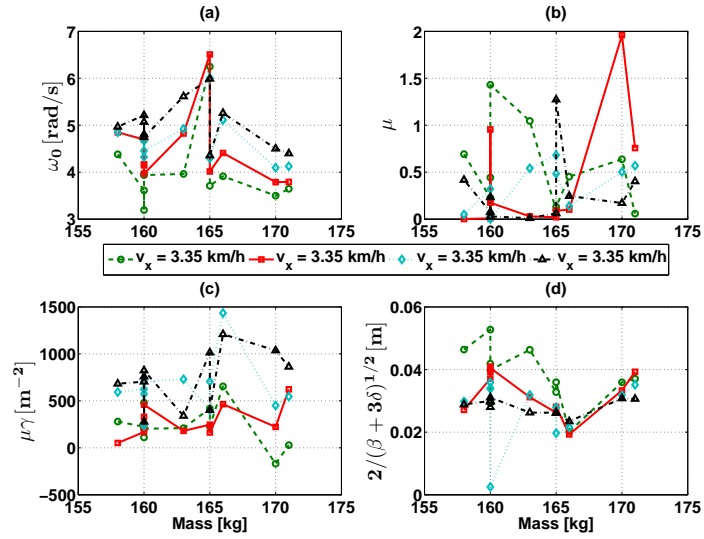 (a) (b)
7 2
6 1.5
5 1
4 0.5
3 0
ω₀ [rad/s] μ
155 160 165 170 175 155 160 165 170 175
v_x = 3.35 km/h v_x = 3.35 km/h v_x = 3.35 km/h v_x = 3.35 km/h
(c) (d)
1500 0.06
1000 0.04
500
0 0.02
−500 0
μγ [m⁻²] 2/(β + 3δ)^{1/2} [m]
155 160 165 170 175 155 160 165 170 175
Mass [kg] Mass [kg]